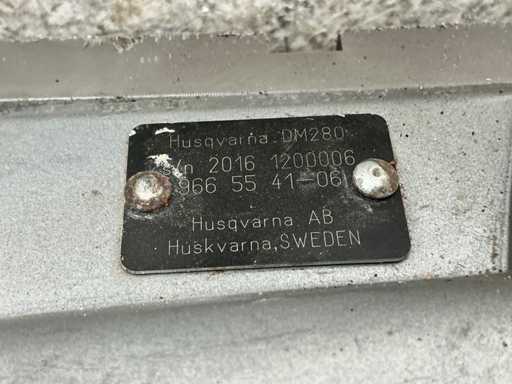 Husqvarna DM280
s/n 2016 1200006
966 55 41-06
Husqvarna AB
Huskvarna, SWEDEN